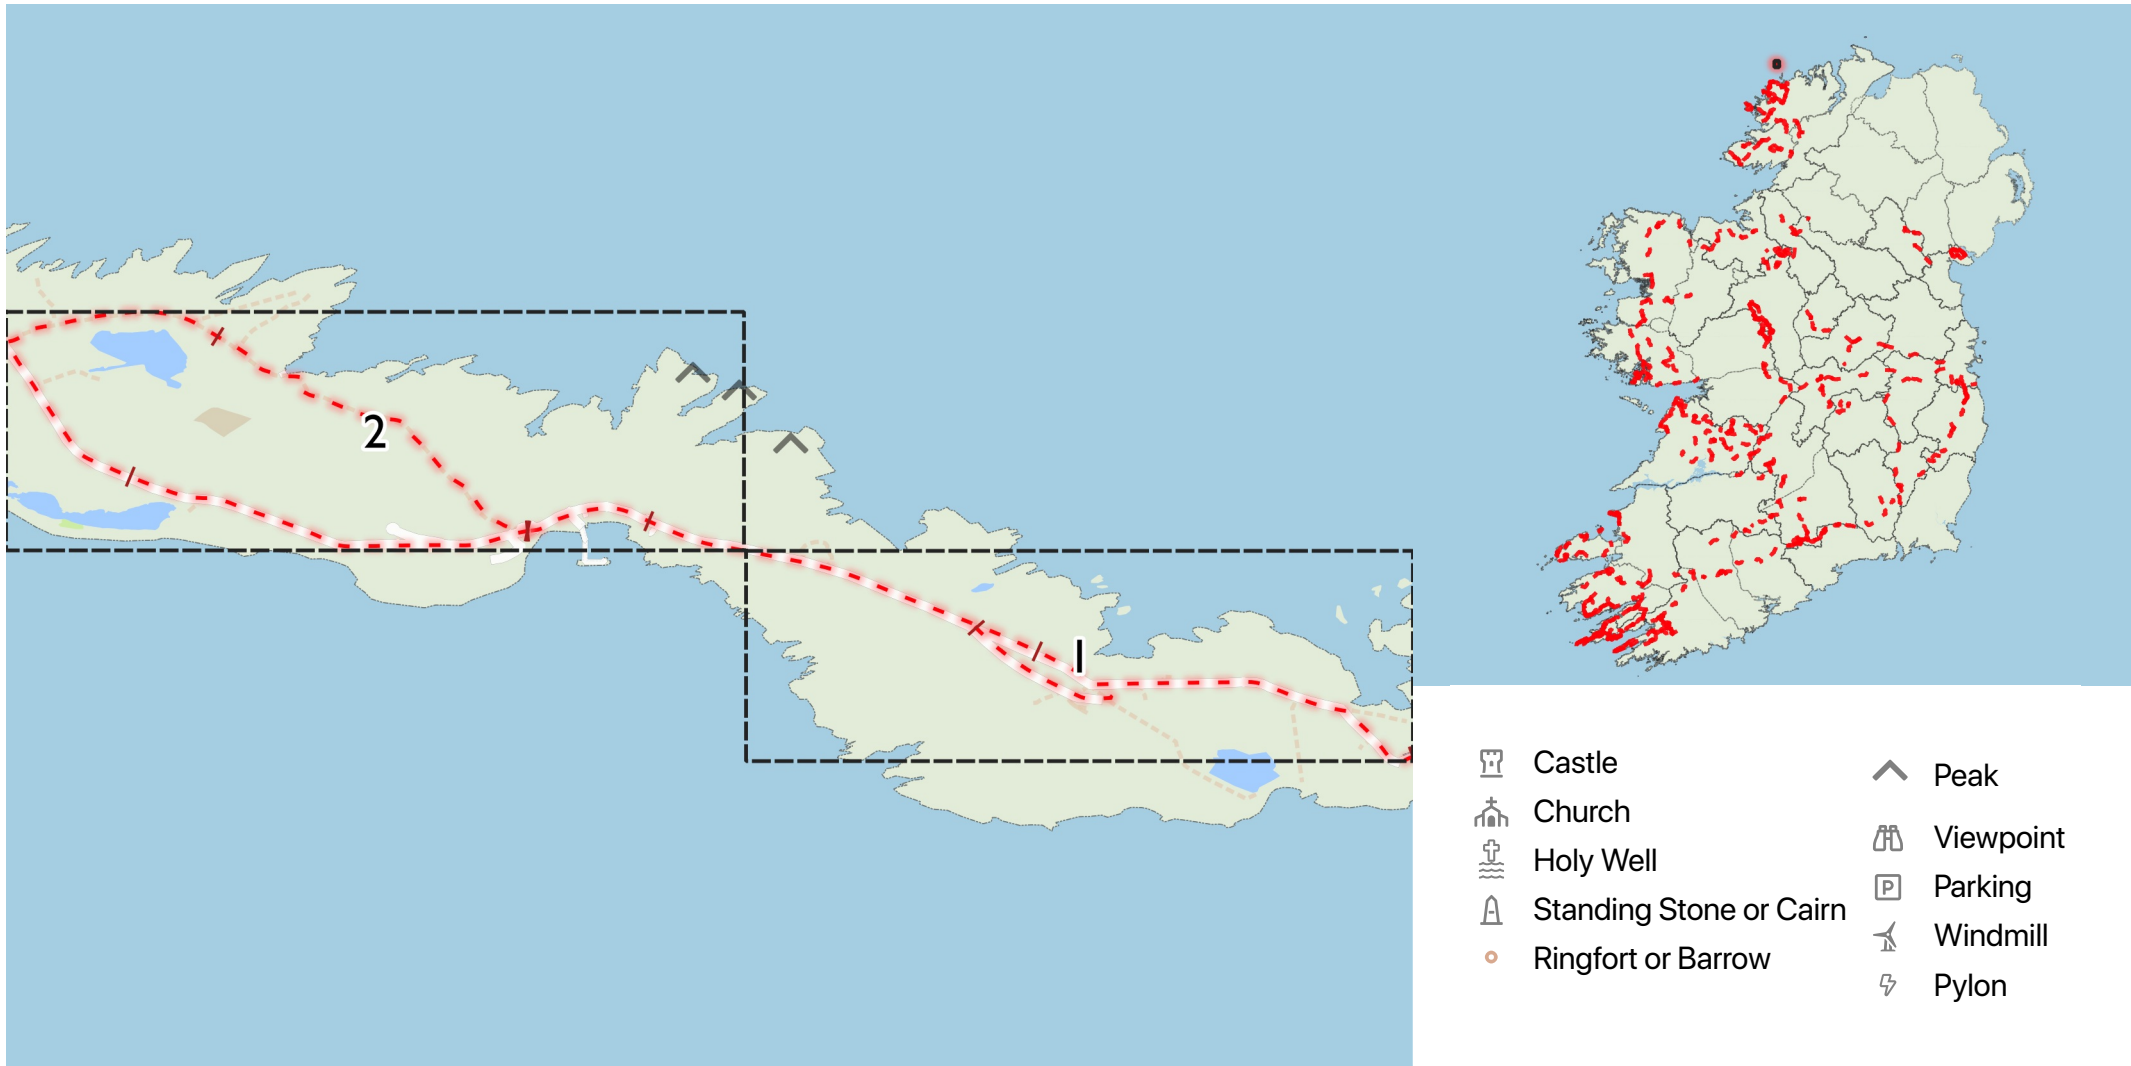 2
1
Castle
Church
Holy Well
Standing Stone or Cairn
Ringfort or Barrow
Peak
Viewpoint
P Parking
Windmill
Pylon